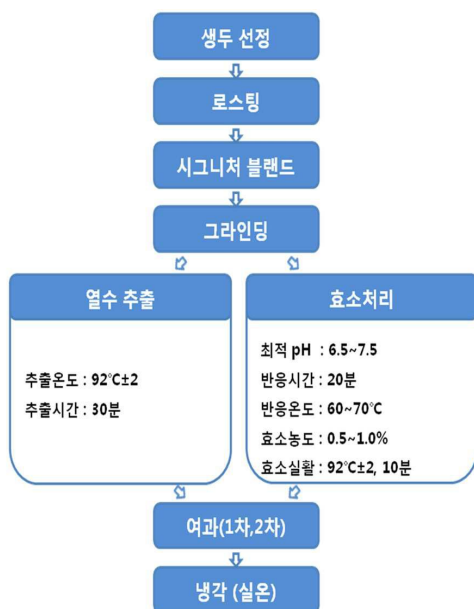 생두 선정
로스팅
시그니처 블랜드
그라인딩
열수 추출
추출온도 : 92℃±2
추출시간 : 30분
효소처리
최적 pH : 6.5~7.5
반응시간 : 20분
반응온도 : 60~70℃
효소농도 : 0.5~1.0%
효소실활 : 92℃±2, 10분
여과(1차,2차)
냉각 (실온)